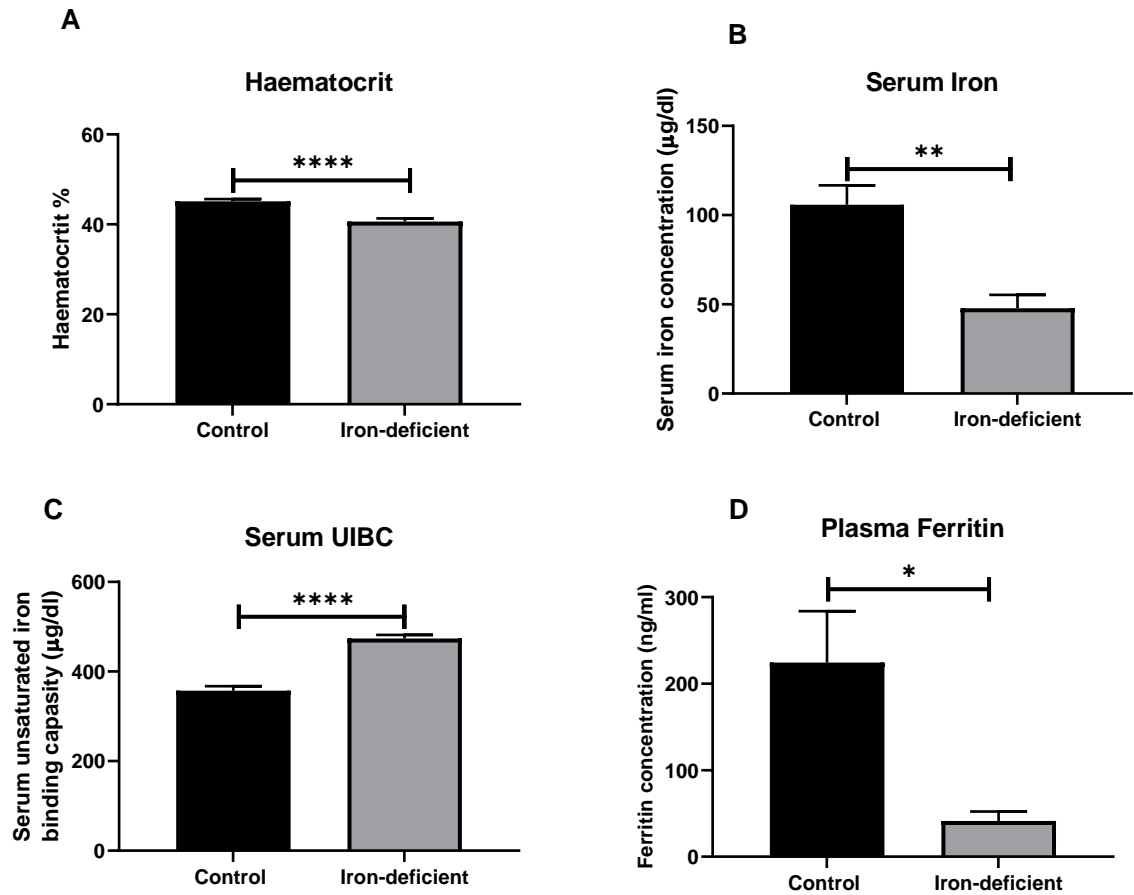 A
Haematocrit
Haematocrtit %
60
40
20
0
****
Control
Iron-deficient
B
Serum Iron
Serum iron concentration (µg/dl)
150
100
50
0
**
Control
Iron-deficient
C
Serum UIBC
Serum unsaturated iron
binding capasity (µg/dl)
600
400
200
0
****
Control
Iron-deficient
D
Plasma Ferritin
Ferritin concentration (ng/ml)
300
200
100
0
*
Control
Iron-deficient